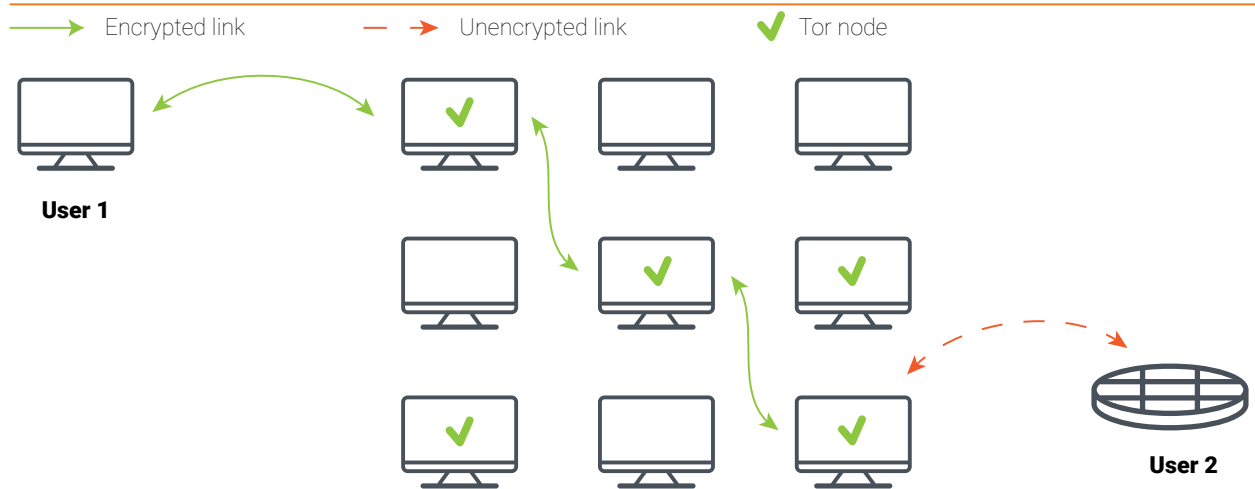 Encrypted link
Unencrypted link
Tor node
User 1
User 2